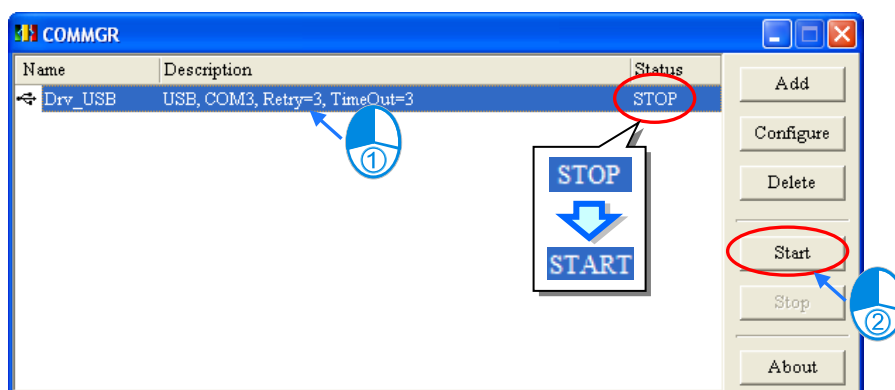 COMMGR
Name Description Status
Drv_USB USB, COM3, Retry=3, TimeOut=3 STOP
Add
Configure
Delete
Start
Stop
About
STOP
START
1
2